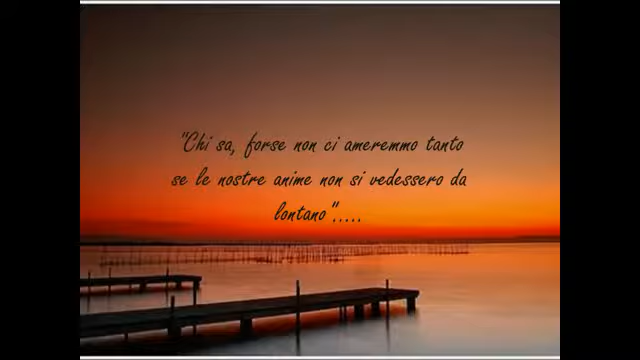 "Chi sa, forse non ci ameremmo tanto
se le nostre anime non si vedessero da
lontano".....